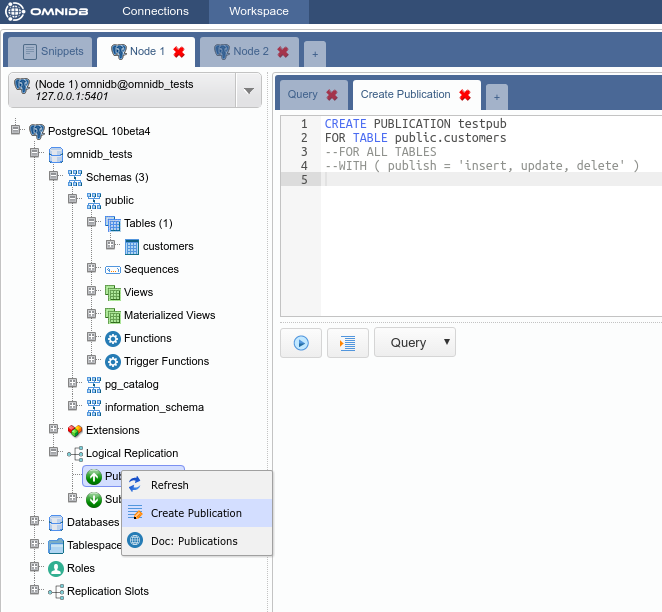 OMNIDB Connections Workspace
Snippets Node 1 Node 2 +
(Node 1) omnidb@omnidb_tests
127.0.0.1:5401
PostgreSQL 10beta4
omnidb_tests
Schemas (3)
public
Tables (1)
customers
Sequences
Views
Materialized Views
Functions
Trigger Functions
pg_catalog
information_schema
Extensions
Logical Replication
Pub
Sub
Databases
Tablespace
Roles
Replication Slots
Refresh
Create Publication
Doc: Publications
Query Create Publication +
1 CREATE PUBLICATION testpub
2 FOR TABLE public.customers
3 --FOR ALL TABLES
4 --WITH ( publish = 'insert, update, delete' )
5
Query